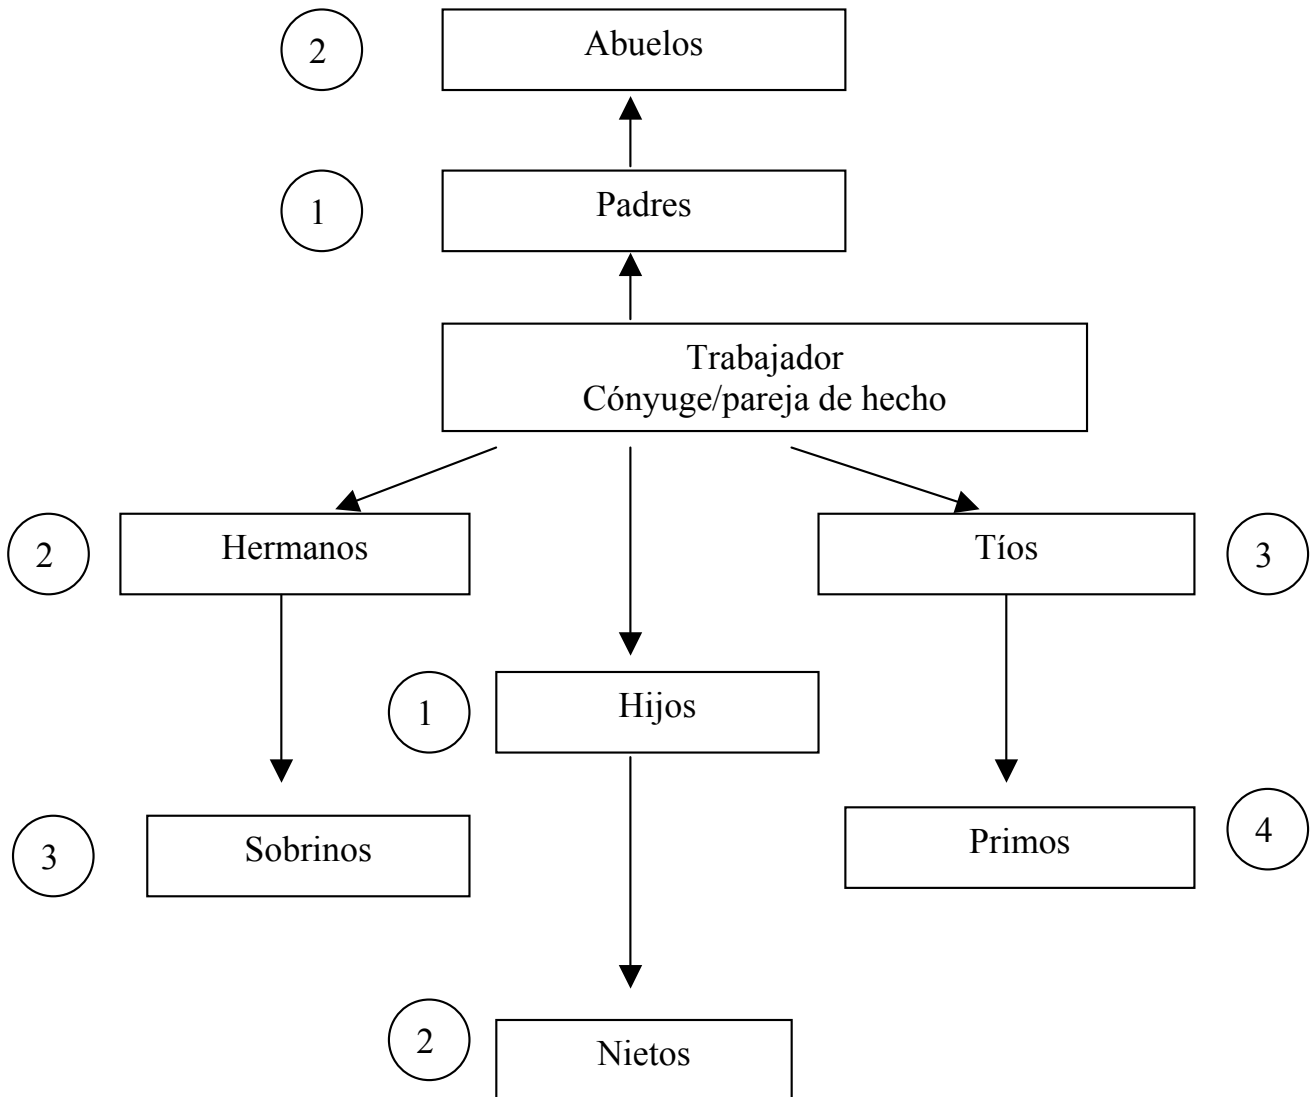 2
Abuelos
1
Padres
Trabajador
Cónyuge/pareja de hecho
2
Hermanos
Tíos
3
1
Hijos
3
Sobrinos
Primos
4
2
Nietos